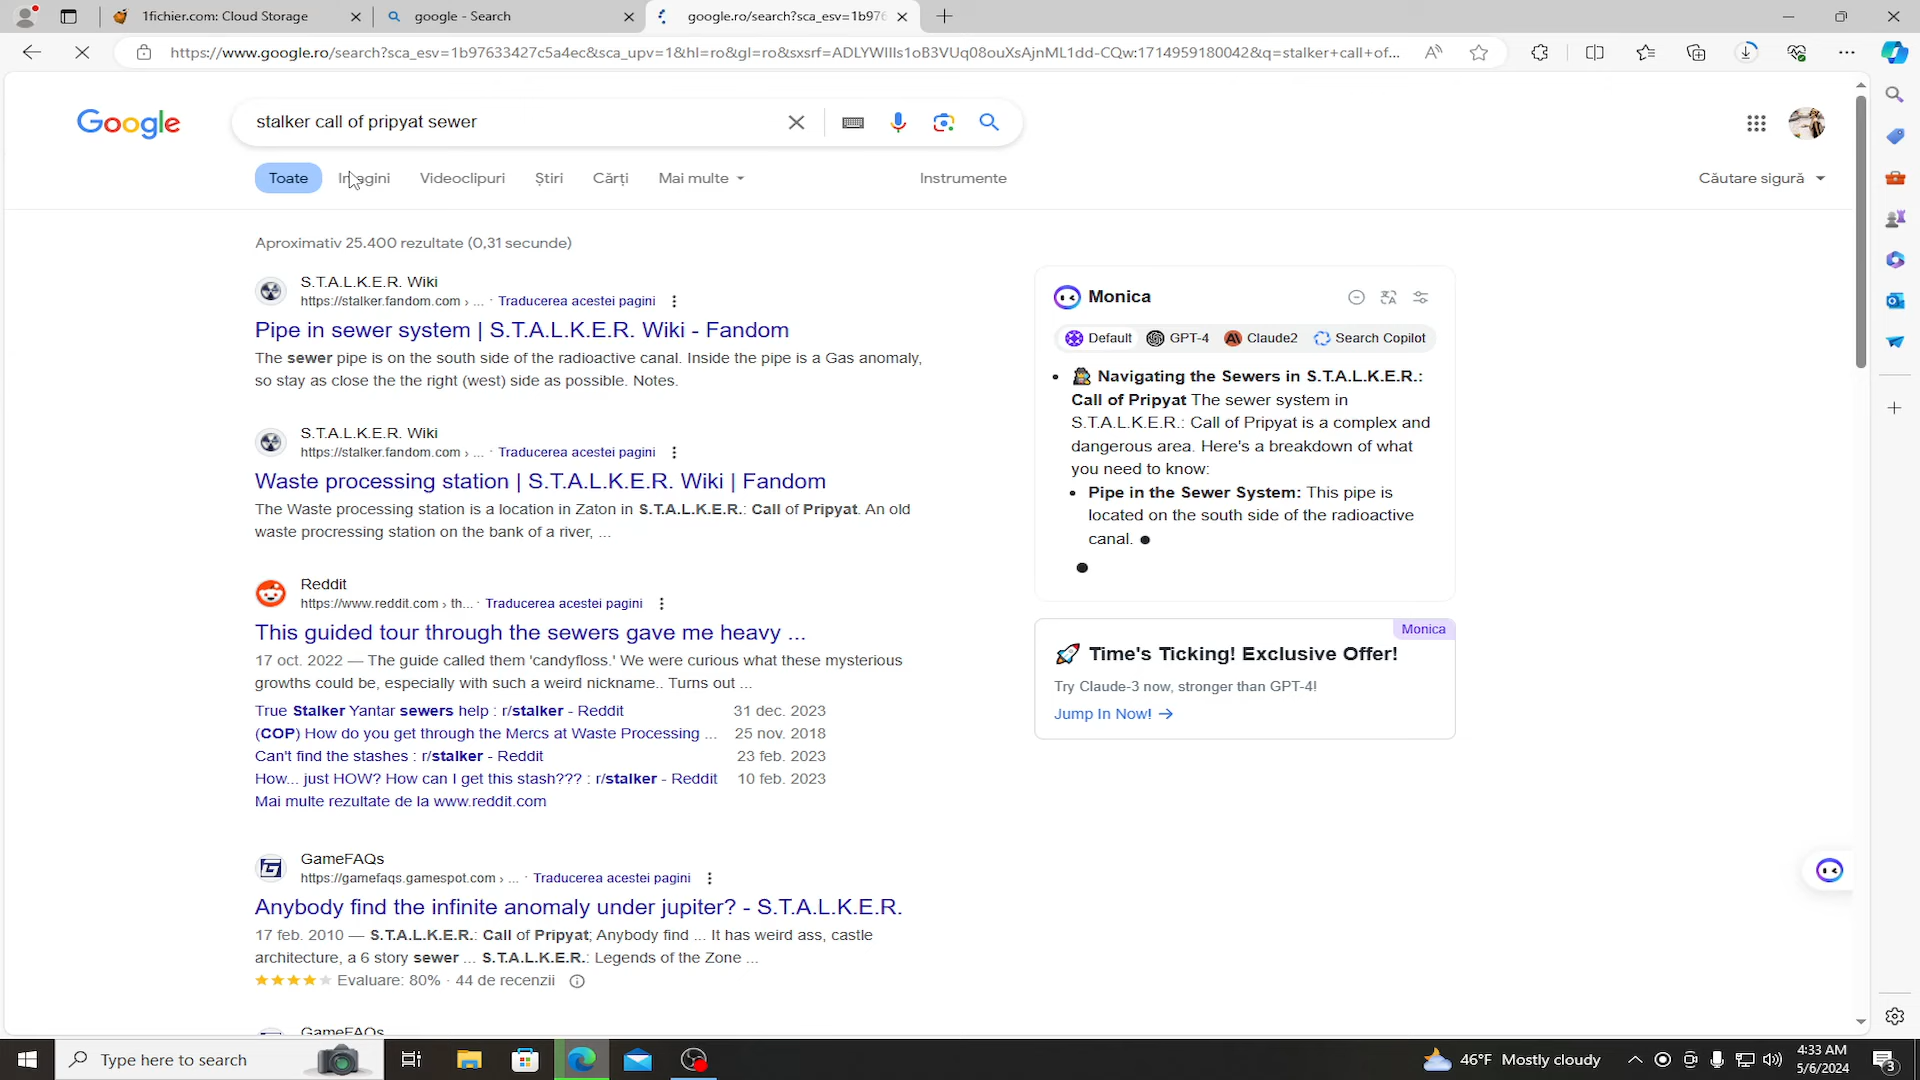 1fichier.com: Cloud Storage
google - Search
google.ro/search?sca_esv=1b976
https://www.google.ro/search?sca_esv=1b97633427c5a4ec&sca_upv=1&hl=ro&gl=ro&sxsrf=ADLYWIIls1oB3VUq08ouXsAjnML1dd-CQw:1714959180042&q=stalker+call+of...
Google
stalker call of pripyat sewer
Toate
Imagini
Videoclipuri
Știri
Cărți
Mai multe
Instrumente
Căutare sigură
Aproximativ 25.400 rezultate (0,31 secunde)
S.T.A.L.K.E.R. Wiki
https://stalker.fandom.com › ... · Traducerea acestei pagini
Pipe in sewer system | S.T.A.L.K.E.R. Wiki - Fandom
The sewer pipe is on the south side of the radioactive canal. Inside the pipe is a Gas anomaly,
so stay as close the the right (west) side as possible. Notes.
S.T.A.L.K.E.R. Wiki
https://stalker.fandom.com › ... · Traducerea acestei pagini
Waste processing station | S.T.A.L.K.E.R. Wiki | Fandom
The Waste processing station is a location in Zaton in S.T.A.L.K.E.R.: Call of Pripyat. An old
waste procressing station on the bank of a river, ...
Reddit
https://www.reddit.com › th... · Traducerea acestei pagini
This guided tour through the sewers gave me heavy ...
17 oct. 2022 — The guide called them 'candyfloss.' We were curious what these mysterious
growths could be, especially with such a weird nickname.. Turns out ...
True Stalker Yantar sewers help : r/stalker - Reddit 31 dec. 2023
(COP) How do you get through the Mercs at Waste Processing ... 25 nov. 2018
Can't find the stashes : r/stalker - Reddit 23 feb. 2023
How... just HOW? How can I get this stash??? : r/stalker - Reddit 10 feb. 2023
Mai multe rezultate de la www.reddit.com
GameFAQs
https://gamefaqs.gamespot.com › ... · Traducerea acestei pagini
Anybody find the infinite anomaly under jupiter? - S.T.A.L.K.E.R.
17 feb. 2010 — S.T.A.L.K.E.R.: Call of Pripyat; Anybody find ... It has weird ass, castle
architecture, a 6 story sewer ... S.T.A.L.K.E.R.: Legends of the Zone ...
Evaluare: 80% · 44 de recenzii
GameFAQs
Monica
Default
GPT-4
Claude2
Search Copilot
Navigating the Sewers in S.T.A.L.K.E.R.:
Call of Pripyat The sewer system in
S.T.A.L.K.E.R.: Call of Pripyat is a complex and
dangerous area. Here's a breakdown of what
you need to know:
Pipe in the Sewer System: This pipe is
located on the south side of the radioactive
canal.
Monica
Time's Ticking! Exclusive Offer!
Try Claude-3 now, stronger than GPT-4!
Jump In Now! →
Type here to search
46°F Mostly cloudy
4:33 AM
5/6/2024
3